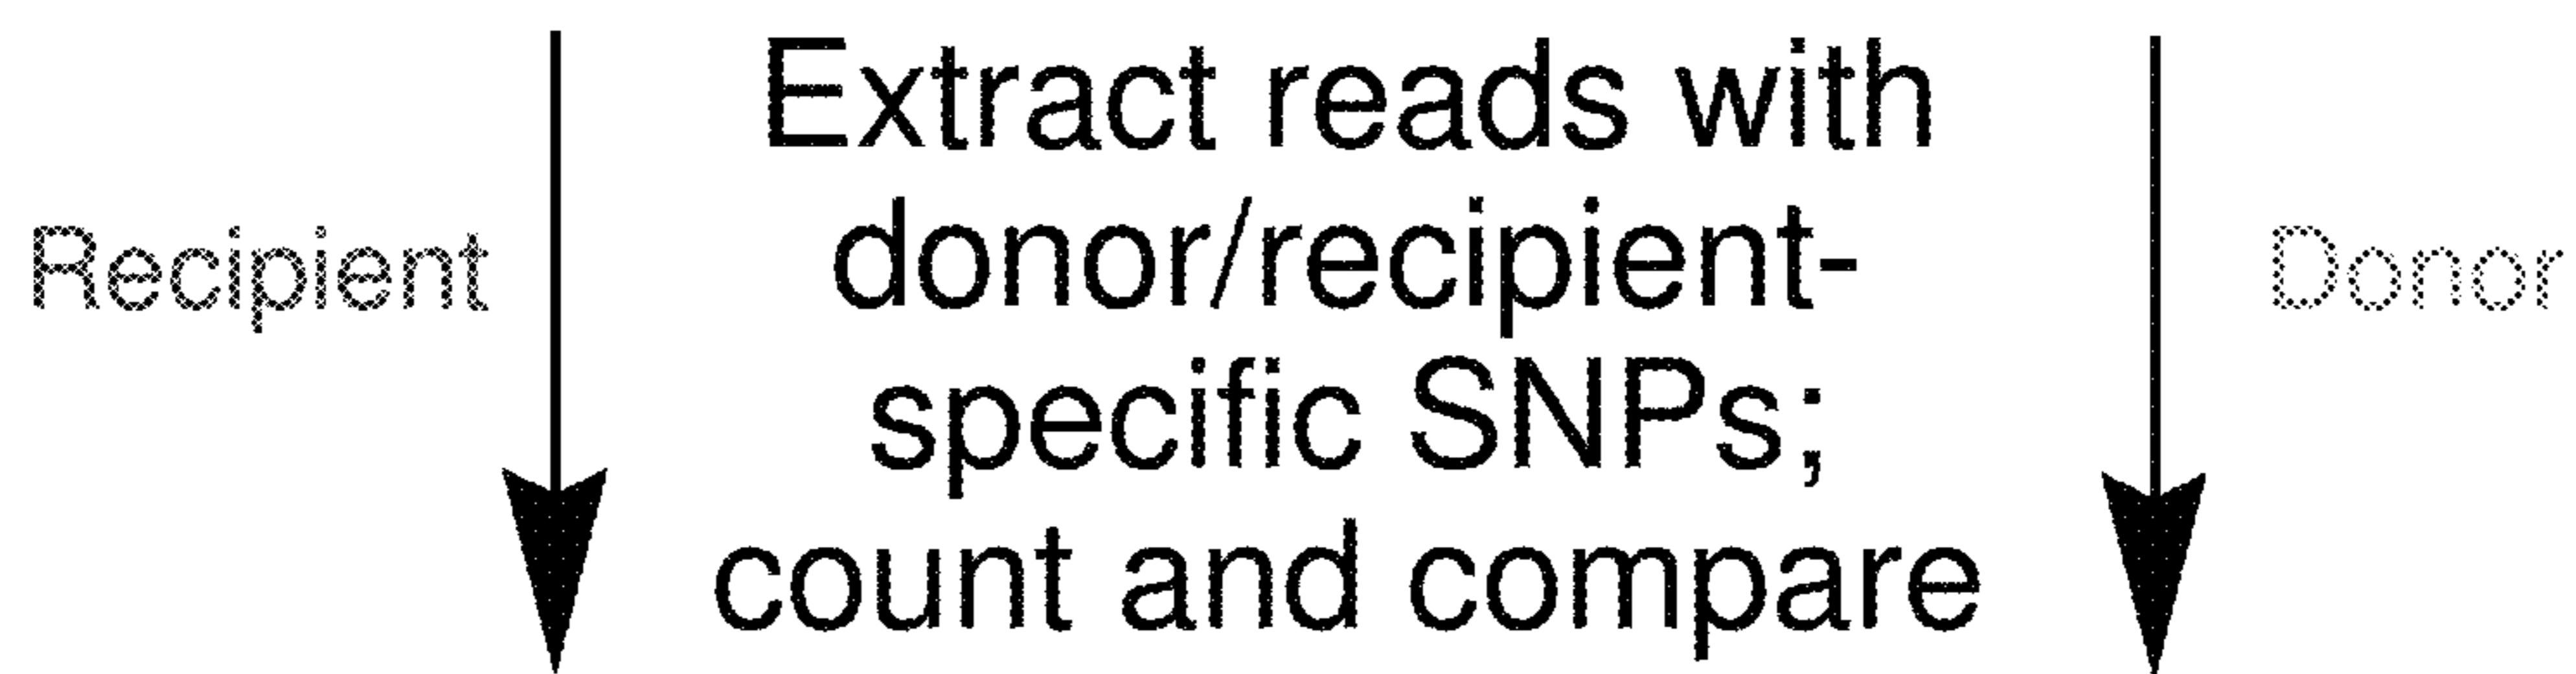 Extract reads with
Recipient donor/recipient- Donor
specific SNPs;
count and compare